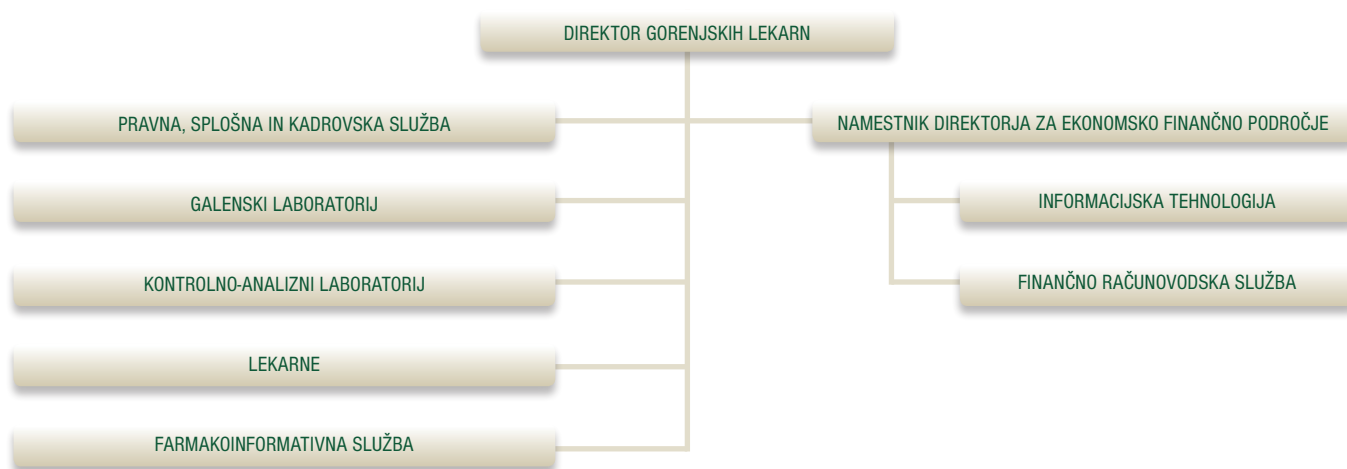 DIREKTOR GORENJSKIH LEKARN
PRAVNA, SPLOŠNA IN KADROVSKA SLUŽBA
NAMESTNIK DIREKTORJA ZA EKONOMSKO FINANČNO PODROČJE
GALENSKI LABORATORIJ
INFORMACIJSKA TEHNOLOGIJA
KONTROLNO-ANALIZNI LABORATORIJ
FINANČNO RAČUNOVODSKA SLUŽBA
LEKARNE
FARMAKOINFORMATIVNA SLUŽBA